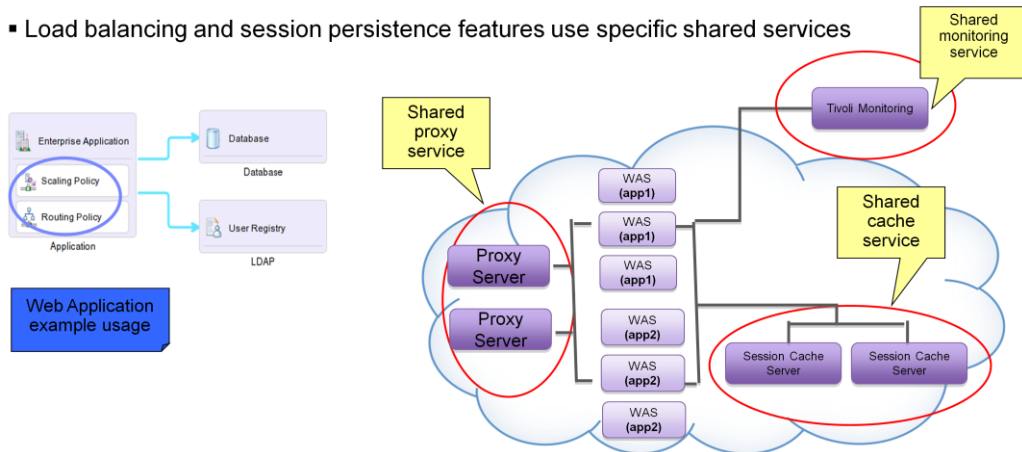 ▪ Load balancing and session persistence features use specific shared services
Shared
monitoring
service
Enterprise Application
Scaling Policy
Routing Policy
Application
Database
Database
User Registry
LDAP
Web Application
example usage
Shared
proxy
service
Tivoli Monitoring
Shared
cache
service
Proxy
Server
Proxy
Server
WAS
(app1)
WAS
(app1)
WAS
(app1)
WAS
(app2)
WAS
(app2)
WAS
(app2)
Session Cache
Server
Session Cache
Server